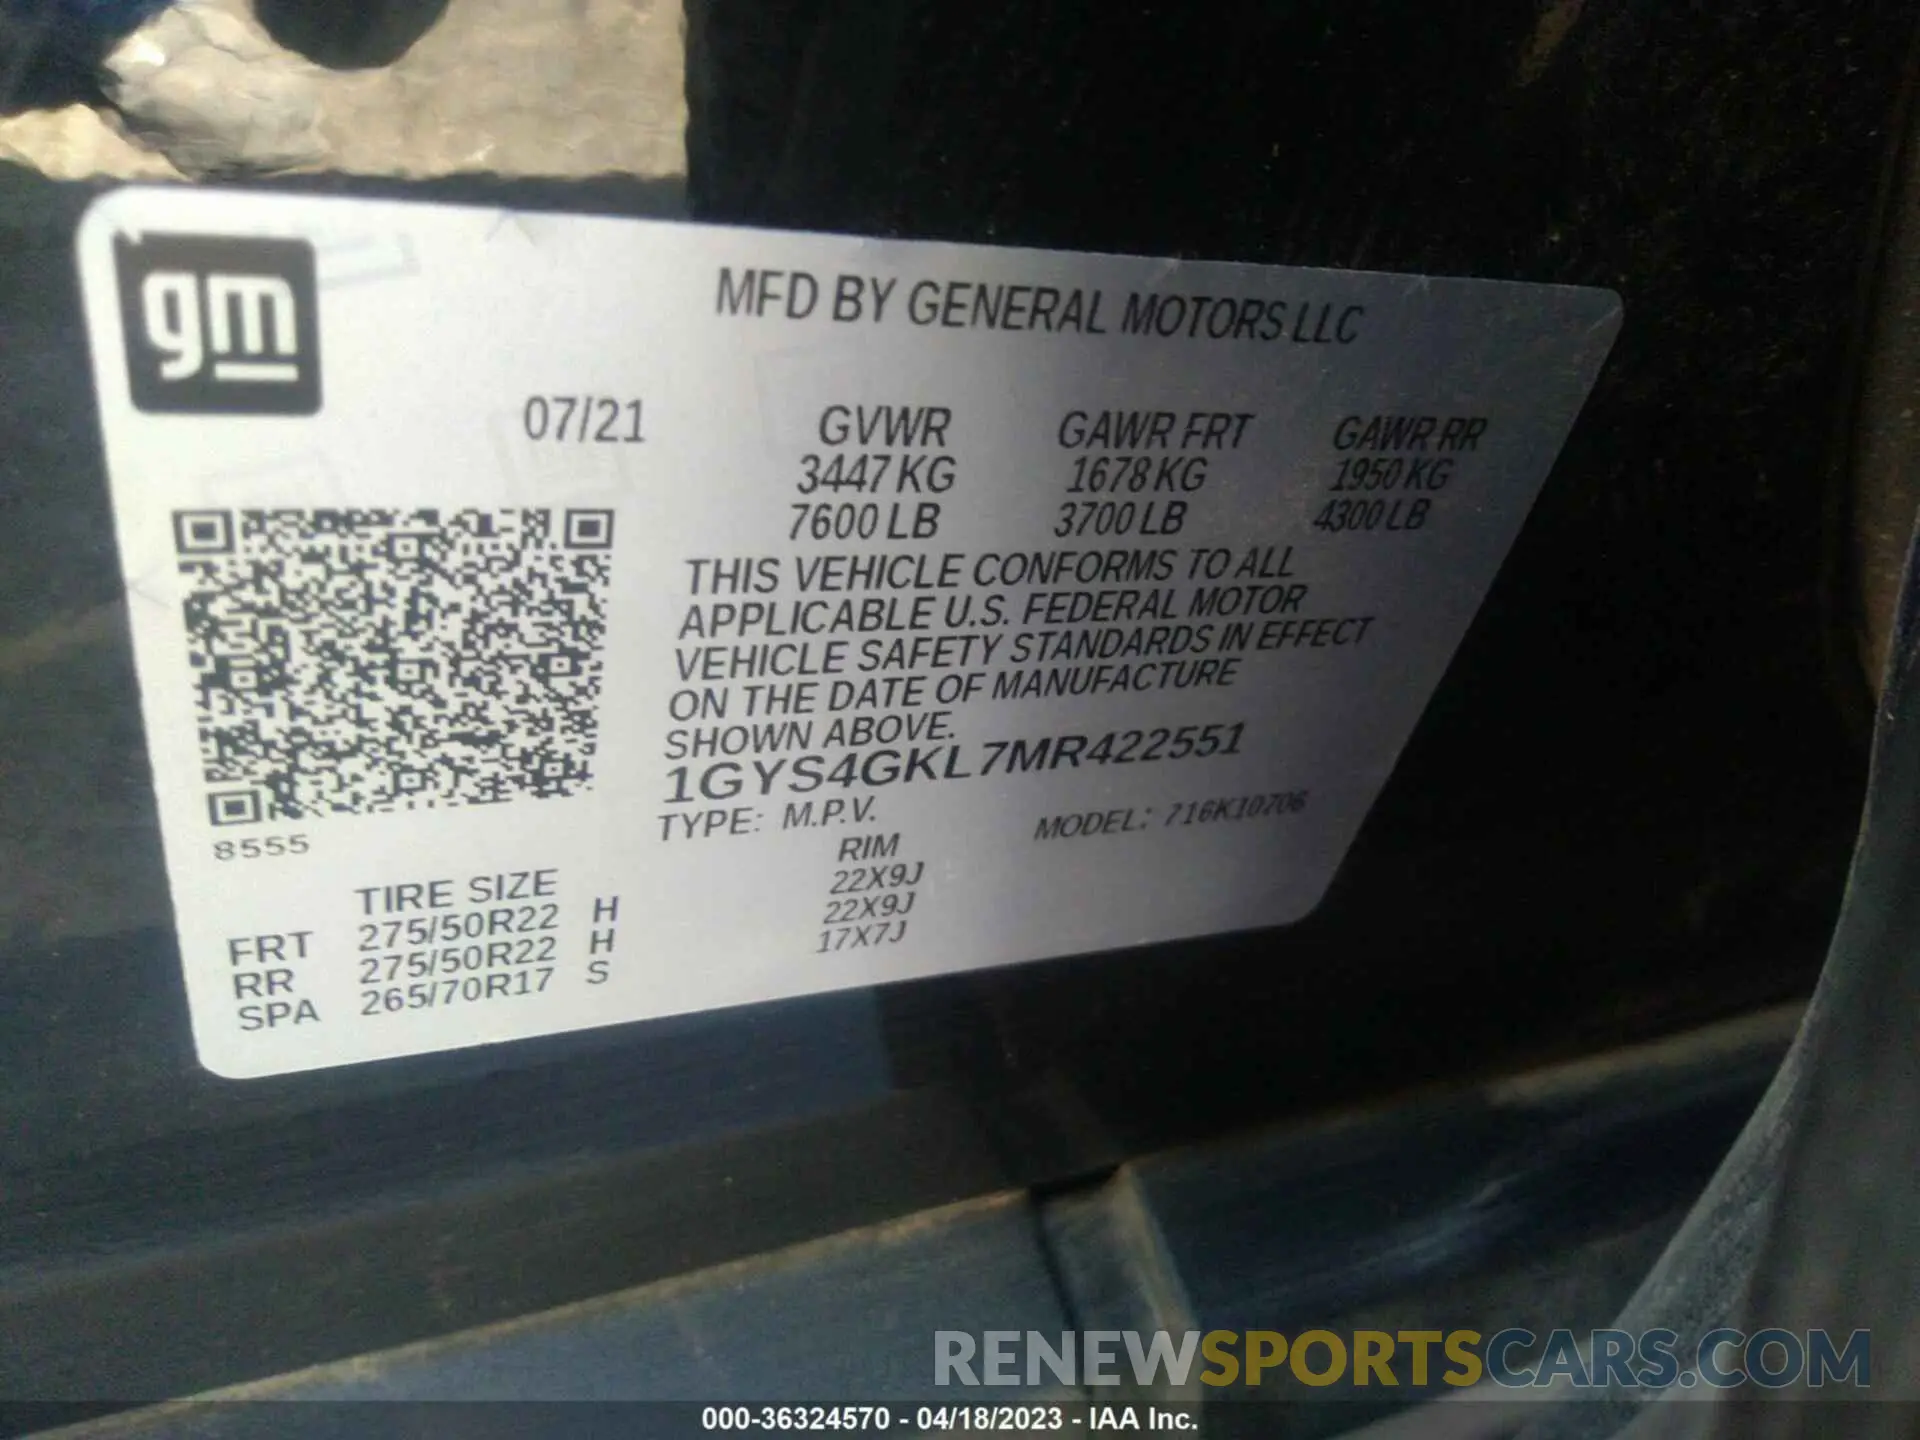 gm
MFD BY GENERAL MOTORS LLC
07/21
GVWR GAWR FRT GAWR RR
3447 KG 1678 KG 1950 KG
7600 LB 3700 LB 4300 LB
THIS VEHICLE CONFORMS TO ALL
APPLICABLE U.S. FEDERAL MOTOR
VEHICLE SAFETY STANDARDS IN EFFECT
ON THE DATE OF MANUFACTURE
SHOWN ABOVE.
1GYS4GKL7MR422551
TYPE: M.P.V. MODEL: 716K10706
8555
TIRE SIZE RIM
FRT 275/50R22 H 22X9J
RR 275/50R22 H 22X9J
SPA 265/70R17 S 17X7J
RENEWSPORTSCARS.COM
000-36324570 - 04/18/2023 - IAA Inc.